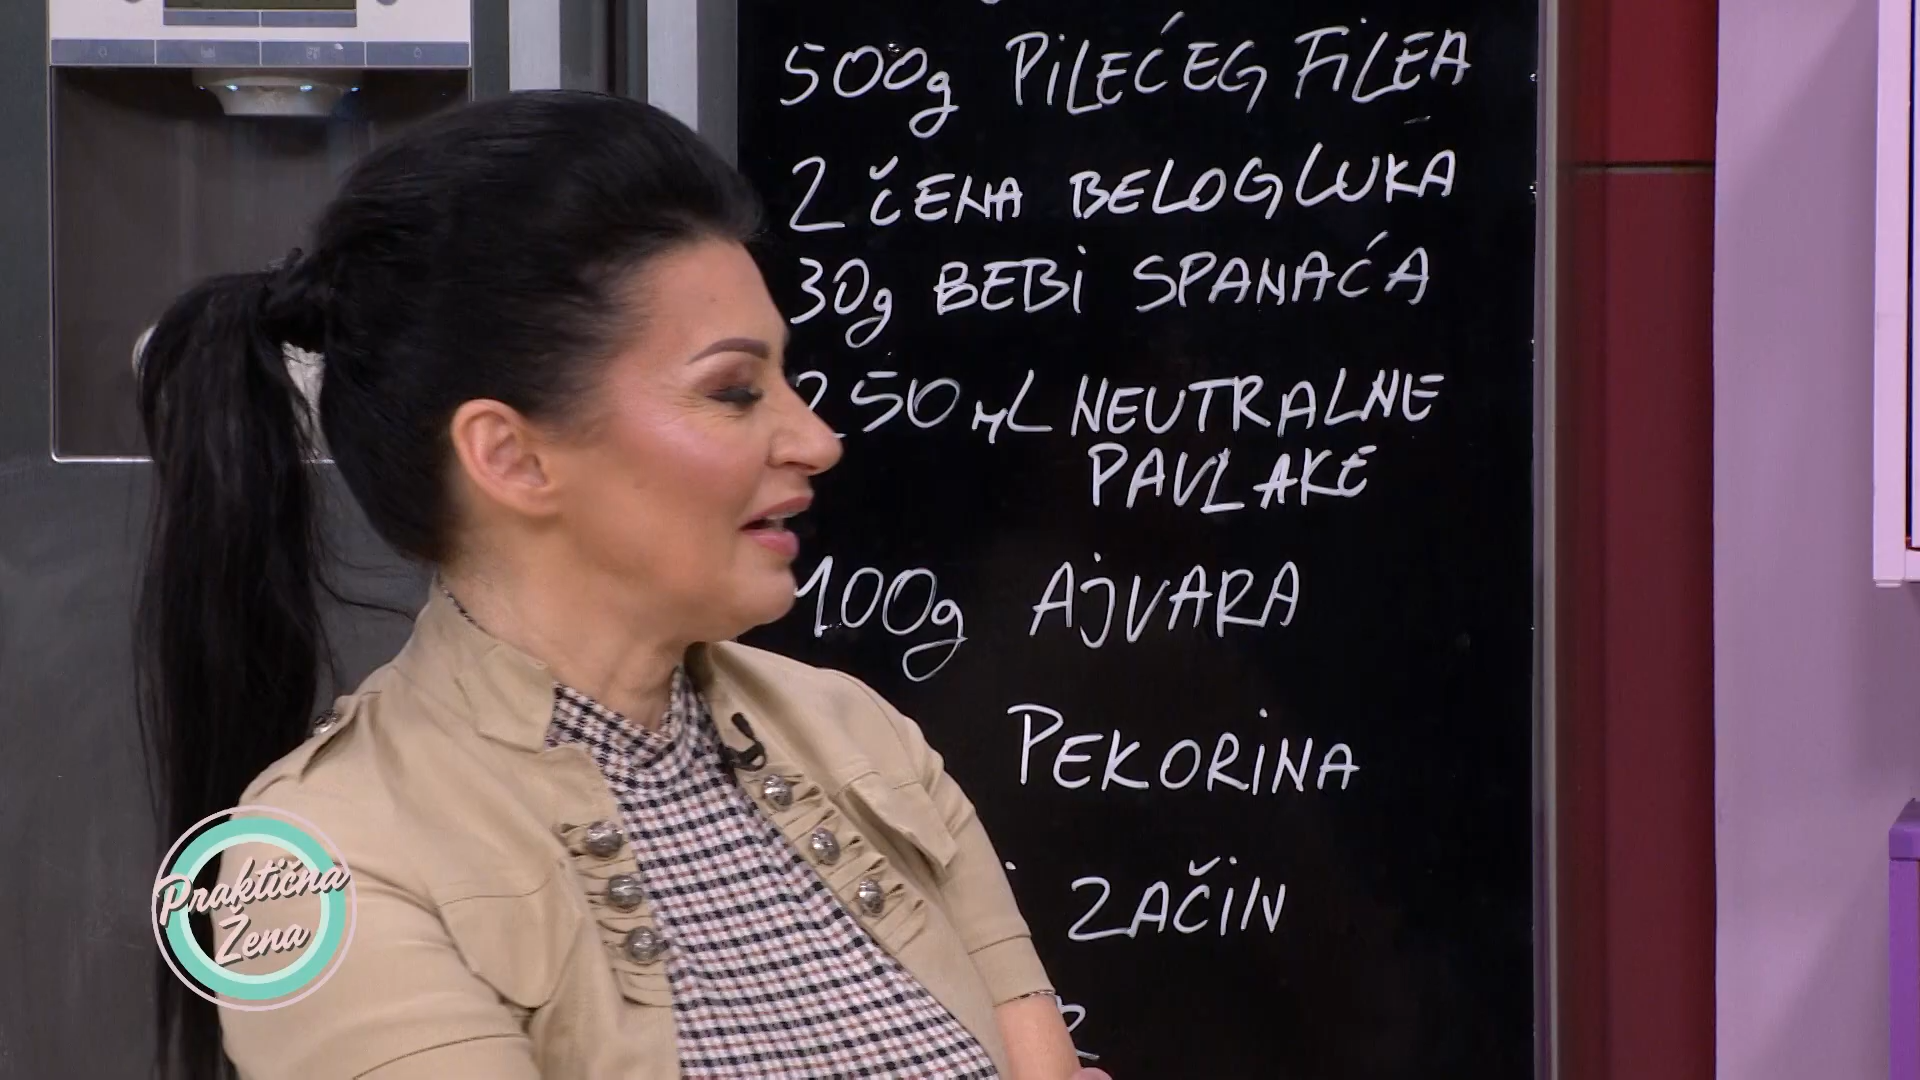 500g PILEĆEG FILEA
2 ČENA BELOG LUKA
30g BEBI SPANAĆA
250 mL NEUTRALNE
PAVLAKE
100g AJVARA
PEKORINA
ZAČIN
Praktična
Žena